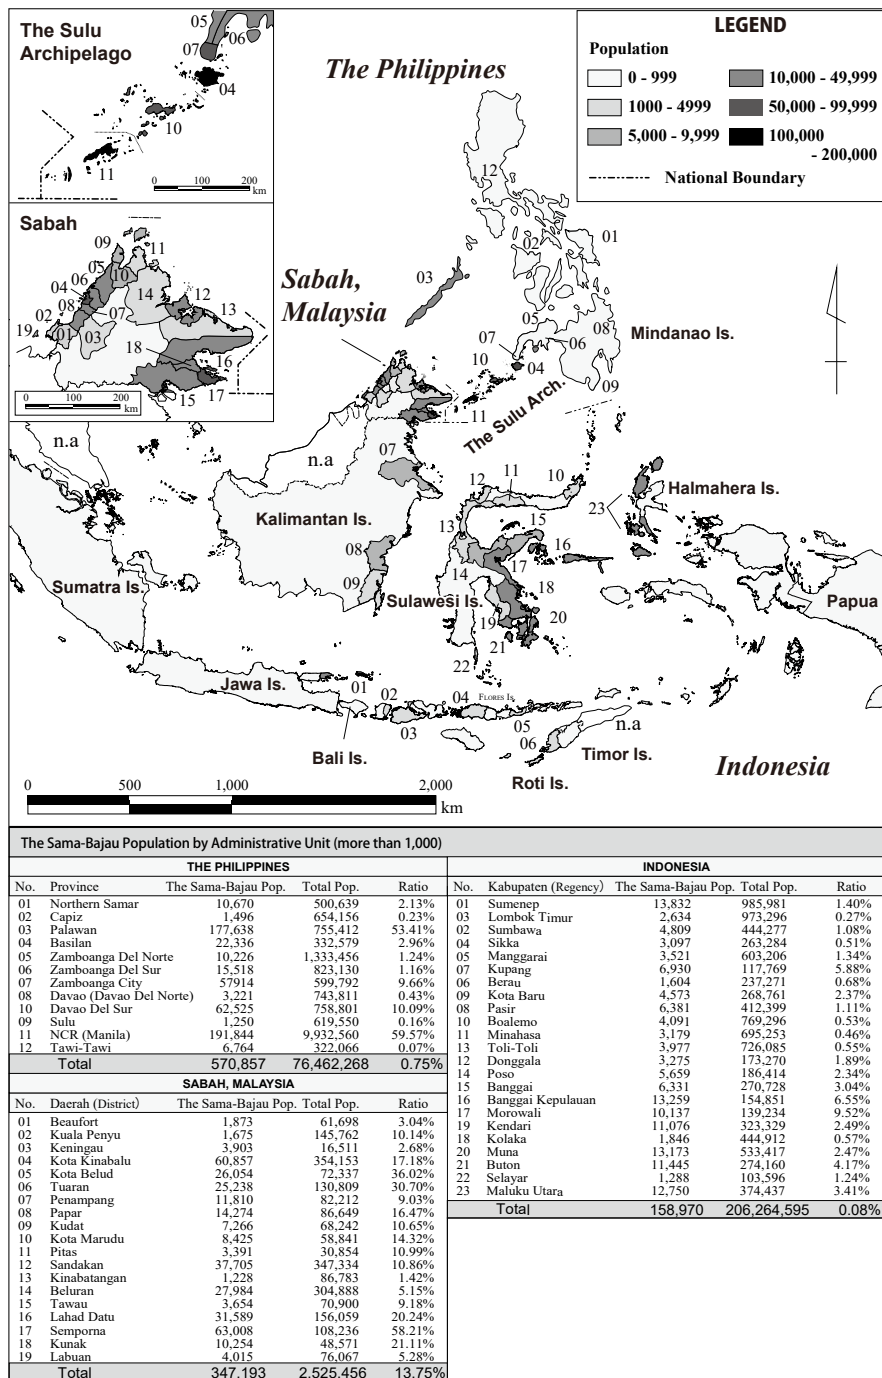 The Sulu
Archipelago
05
06
07
04
10
11
0 100 200
km
Sabah
09
11
05
10
06
04
14
12
08
02
07
13
19
01
03
18
16
17
15
0 100 200
km
The Philippines
LEGEND
Population
0 - 999
10,000 - 49,999
1000 - 4999
50,000 - 99,999
5,000 - 9,999
100,000
- 200,000
National Boundary
12
01
02
Sabah,
Malaysia
03
05
07
06
08
Mindanao Is.
10
04
09
The Sulu Arch.
11
n.a
n.a
07
12
11
10
Halmahera Is.
23
Kalimantan Is.
13
15
08
16
14
17
Sumatra Is.
09
Sulawesi Is.
18
Papua
19
20
21
22
Jawa Is.
01
02
04
FLORES Is.
03
05
n.a
06
Bali Is.
Timor Is.
Roti Is.
Indonesia
0 500 1,000 2,000
km
The Sama-Bajau Population by Administrative Unit (more than 1,000)
THE PHILIPPINES
No. Province The Sama-Bajau Pop. Total Pop. Ratio
01 Northern Samar 10,670 500,639 2.13%
02 Capiz 1,496 654,156 0.23%
03 Palawan 177,638 755,412 53.41%
04 Basilan 22,336 332,579 2.96%
05 Zamboanga Del Norte 10,226 1,333,456 1.24%
06 Zamboanga Del Sur 15,518 823,130 1.16%
07 Zamboanga City 57914 599,792 9.66%
08 Davao (Davao Del Norte) 3,221 743,811 0.43%
10 Davao Del Sur 62,525 758,801 10.09%
09 Sulu 1,250 619,550 0.16%
11 NCR (Manila) 191,844 9,932,560 59.57%
12 Tawi-Tawi 6,764 322,066 0.07%
Total 570,857 76,462,268 0.75%
SABAH, MALAYSIA
No. Daerah (District) The Sama-Bajau Pop. Total Pop. Ratio
01 Beaufort 1,873 61,698 3.04%
02 Kuala Penyu 1,675 145,762 10.14%
03 Keningau 3,903 16,511 2.68%
04 Kota Kinabalu 60,857 354,153 17.18%
05 Kota Belud 26,054 72,337 36.02%
06 Tuaran 25,238 130,809 30.70%
07 Penampang 11,810 82,212 9.03%
08 Papar 14,274 86,649 16.47%
09 Kudat 7,266 68,242 10.65%
10 Kota Marudu 8,425 58,841 14.32%
11 Pitas 3,391 30,854 10.99%
12 Sandakan 37,705 347,334 10.86%
13 Kinabatangan 1,228 86,783 1.42%
14 Beluran 27,984 304,888 5.15%
15 Tawau 3,654 70,900 9.18%
16 Lahad Datu 31,589 156,059 20.24%
17 Semporna 63,008 108,236 58.21%
18 Kunak 10,254 48,571 21.11%
19 Labuan 4,015 76,067 5.28%
Total 347,193 2,525,456 13.75%
INDONESIA
No. Kabupaten (Regency) The Sama-Bajau Pop. Total Pop. Ratio
01 Sumenep 13,832 985,981 1.40%
03 Lombok Timur 2,634 973,296 0.27%
02 Sumbawa 4,809 444,277 1.08%
04 Sikka 3,097 263,284 0.51%
05 Manggarai 3,521 603,206 1.34%
07 Kupang 6,930 117,769 5.88%
06 Berau 1,604 237,271 0.68%
09 Kota Baru 4,573 268,761 2.37%
08 Pasir 6,381 412,399 1.11%
10 Boalemo 4,091 769,296 0.53%
11 Minahasa 3,179 695,253 0.46%
13 Toli-Toli 3,977 726,085 0.55%
12 Donggala 3,275 173,270 1.89%
14 Poso 5,659 186,414 2.34%
15 Banggai 6,331 270,728 3.04%
16 Banggai Kepulauan 13,259 154,851 6.55%
17 Morowali 10,137 139,234 9.52%
19 Kendari 11,076 323,329 2.49%
18 Kolaka 1,846 444,912 0.57%
20 Muna 13,173 533,417 2.47%
21 Buton 11,445 274,160 4.17%
22 Selayar 1,288 103,596 1.24%
23 Maluku Utara 12,750 374,437 3.41%
Total 158,970 206,264,595 0.08%